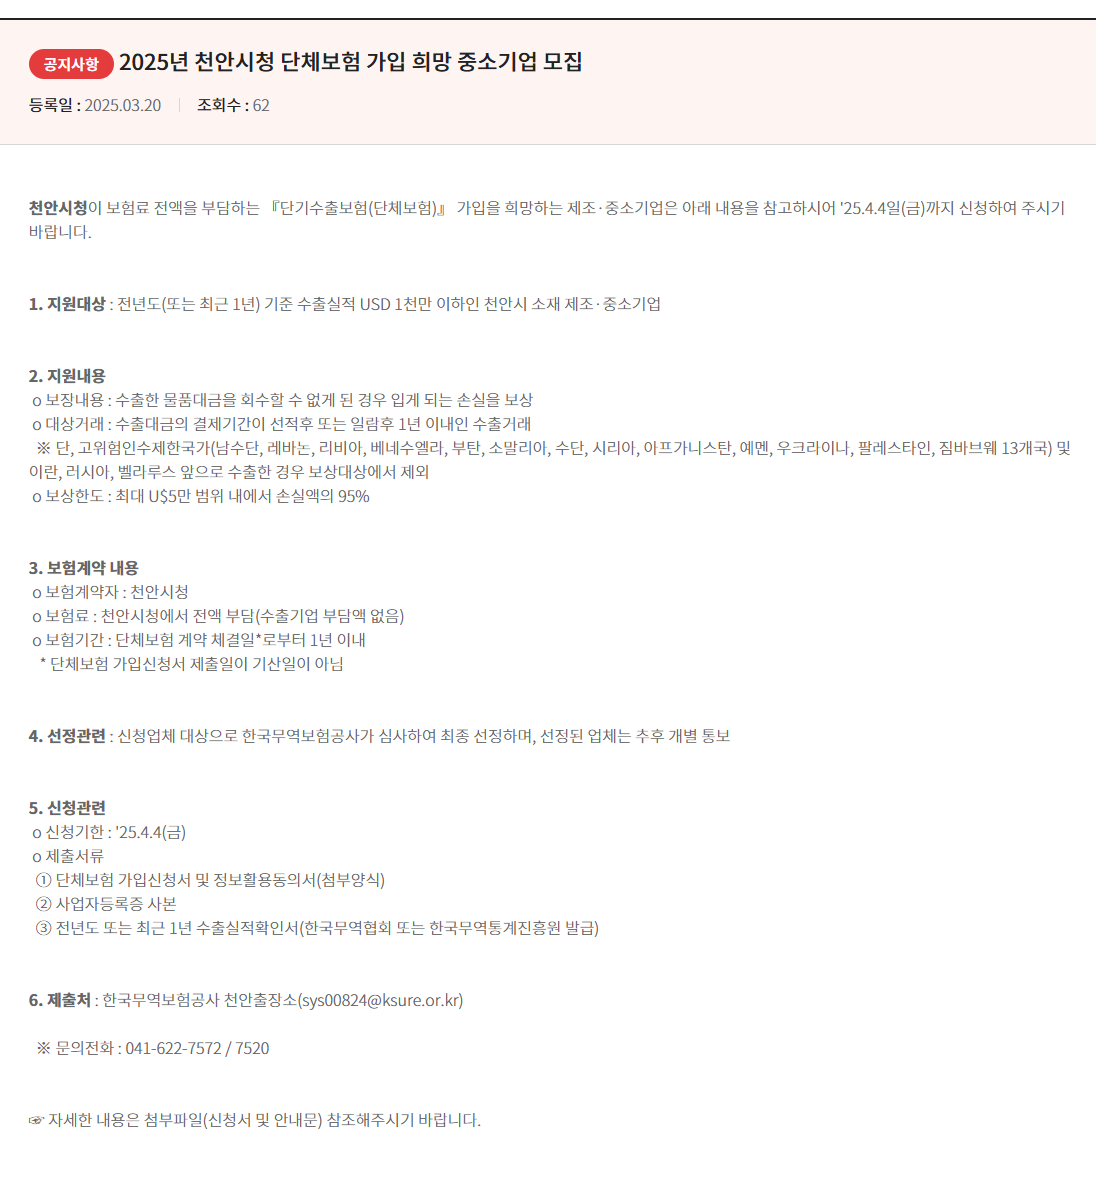 공지사항 2025년 천안시청 단체보험 가입 희망 중소기업 모집
등록일 : 2025.03.20 조회수 : 62
천안시청이 보험료 전액을 부담하는 『단기수출보험(단체보험)』 가입을 희망하는 제조·중소기업은 아래 내용을 참고하시어 '25.4.4일(금)까지 신청하여 주시기
바랍니다.
1. 지원대상 : 전년도(또는 최근 1년) 기준 수출실적 USD 1천만 이하인 천안시 소재 제조·중소기업
2. 지원내용
o 보장내용 : 수출한 물품대금을 회수할 수 없게 된 경우 입게 되는 손실을 보상
o 대상거래 : 수출대금의 결제기간이 선적후 또는 일람후 1년 이내인 수출거래
※ 단, 고위험인수제한국가(남수단, 레바논, 리비아, 베네수엘라, 부탄, 소말리아, 수단, 시리아, 아프가니스탄, 예멘, 우크라이나, 팔레스타인, 짐바브웨 13개국) 및
이란, 러시아, 벨라루스 앞으로 수출한 경우 보상대상에서 제외
o 보상한도 : 최대 U$5만 범위 내에서 손실액의 95%
3. 보험계약 내용
o 보험계약자 : 천안시청
o 보험료 : 천안시청에서 전액 부담(수출기업 부담액 없음)
o 보험기간 : 단체보험 계약 체결일*로부터 1년 이내
* 단체보험 가입신청서 제출일이 기산일이 아님
4. 선정관련 : 신청업체 대상으로 한국무역보험공사가 심사하여 최종 선정하며, 선정된 업체는 추후 개별 통보
5. 신청관련
o 신청기한 : '25.4.4(금)
o 제출서류
① 단체보험 가입신청서 및 정보활용동의서(첨부양식)
② 사업자등록증 사본
③ 전년도 또는 최근 1년 수출실적확인서(한국무역협회 또는 한국무역통계진흥원 발급)
6. 제출처 : 한국무역보험공사 천안출장소(sys00824@ksure.or.kr)
※ 문의전화 : 041-622-7572 / 7520
☞ 자세한 내용은 첨부파일(신청서 및 안내문) 참조해주시기 바랍니다.